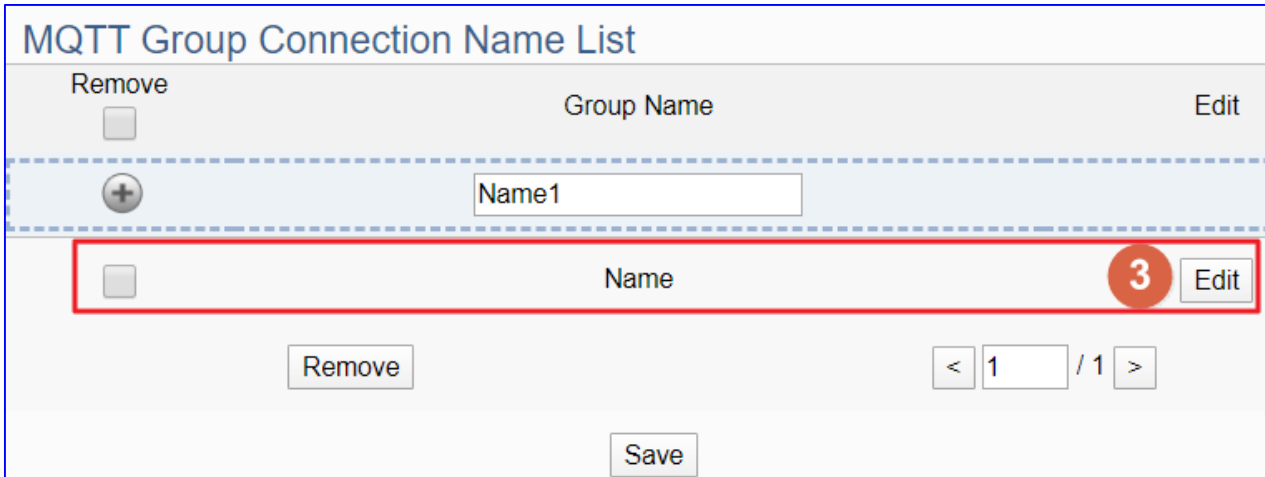 MQTT Group Connection Name List
Remove Group Name Edit
Name1
Name 3 Edit
Remove < 1 / 1 >
Save